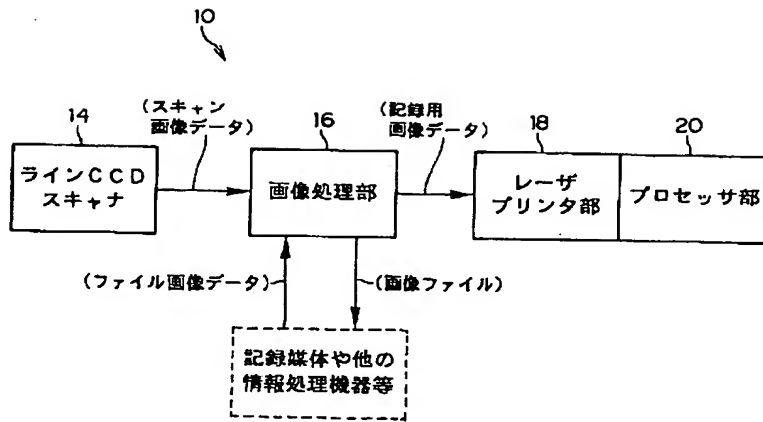 10
14
(スキャン
画像データ)
16
(記録用
画像データ)
18
20
ラインCCD
スキャナ
画像処理部
レーザ
プリンタ部
プロセッサ部
(ファイル画像データ)
(画像ファイル)
記録媒体や他の
情報処理機器等